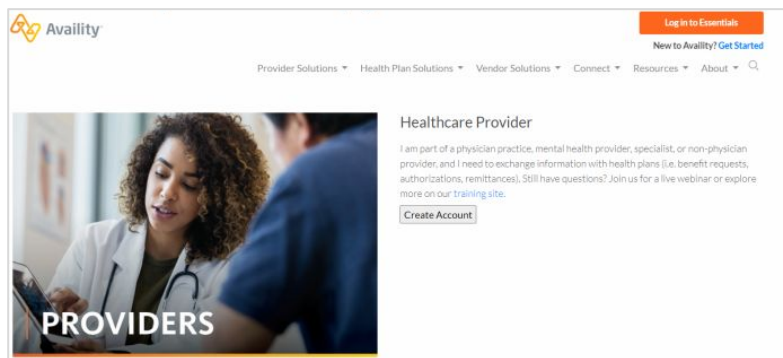 Availity
Log in to Essentials
New to Availity? Get Started
Provider Solutions Health Plan Solutions Vendor Solutions Connect Resources About
Healthcare Provider
I am part of a physician practice, mental health provider, specialist, or non-physician
provider, and I need to exchange information with health plans (i.e. benefit requests,
authorizations, remittances). Still have questions? Join us for a live webinar or explore
more on our training site.
Create Account
PROVIDERS